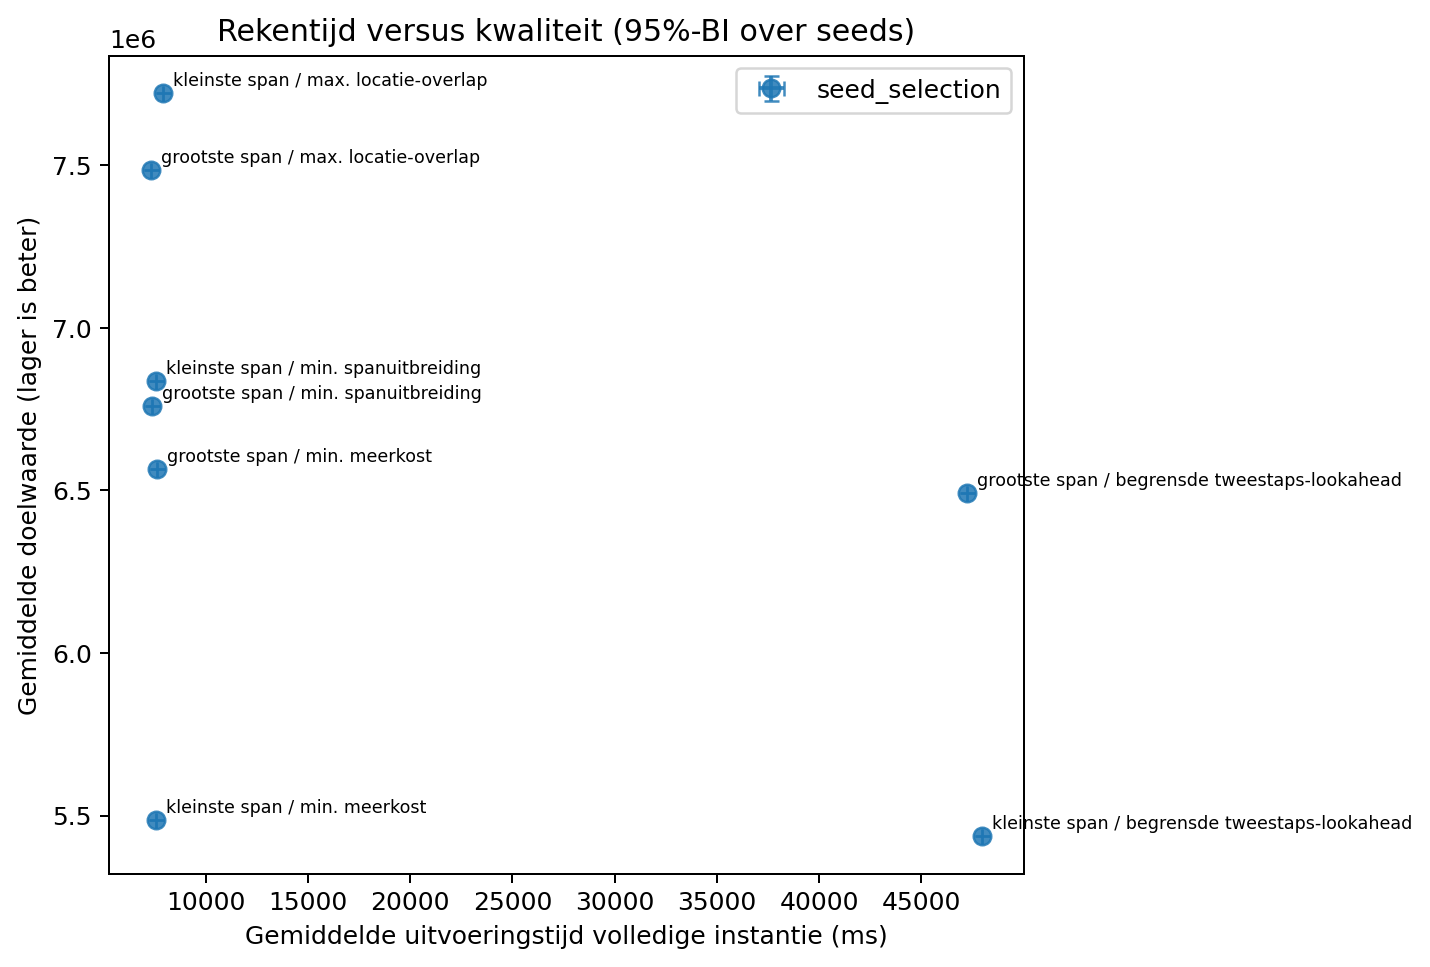 Rekentijd versus kwaliteit (95%-BI over seeds)
1e6
seed_selection
kleinste span / max. locatie-overlap
grootste span / max. locatie-overlap
kleinste span / min. spanuitbreiding
grootste span / min. spanuitbreiding
grootste span / min. meerkost
grootste span / begrensde tweestaps-lookahead
kleinste span / min. meerkost
kleinste span / begrensde tweestaps-lookahead
Gemiddelde doelwaarde (lager is beter)
7.5
7.0
6.5
6.0
5.5
10000 15000 20000 25000 30000 35000 40000 45000
Gemiddelde uitvoeringstijd volledige instantie (ms)